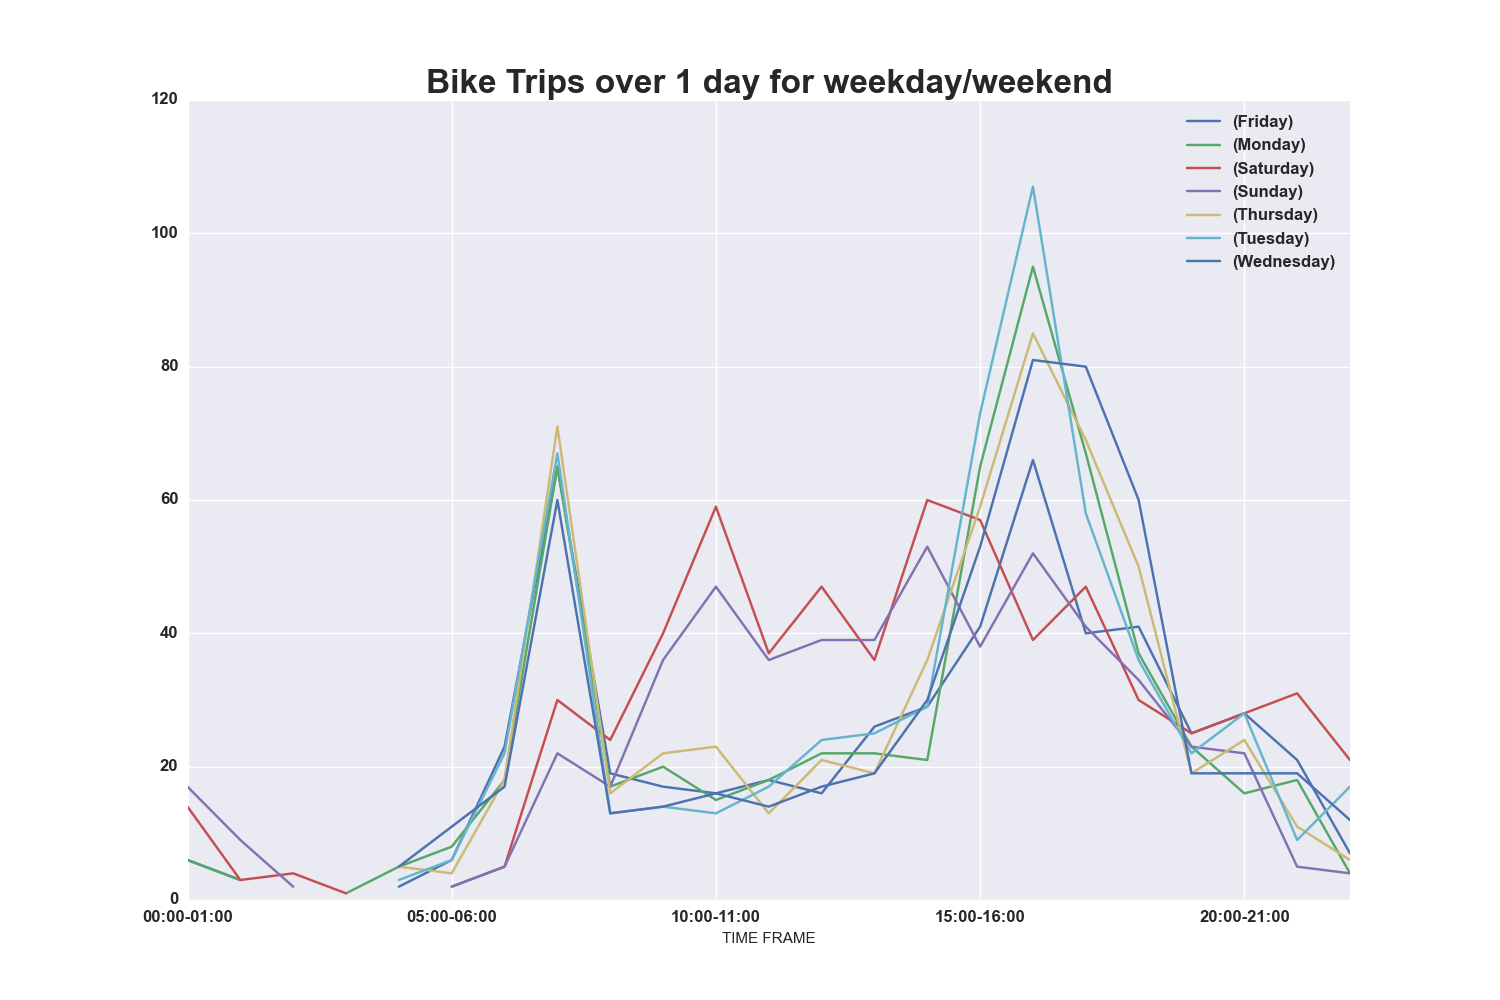 Bike Trips over 1 day for weekday/weekend
120
100
80
60
40
20
0
(Friday)
(Monday)
(Saturday)
(Sunday)
(Thursday)
(Tuesday)
(Wednesday)
00:00-01:00 05:00-06:00 10:00-11:00 15:00-16:00 20:00-21:00
TIME FRAME